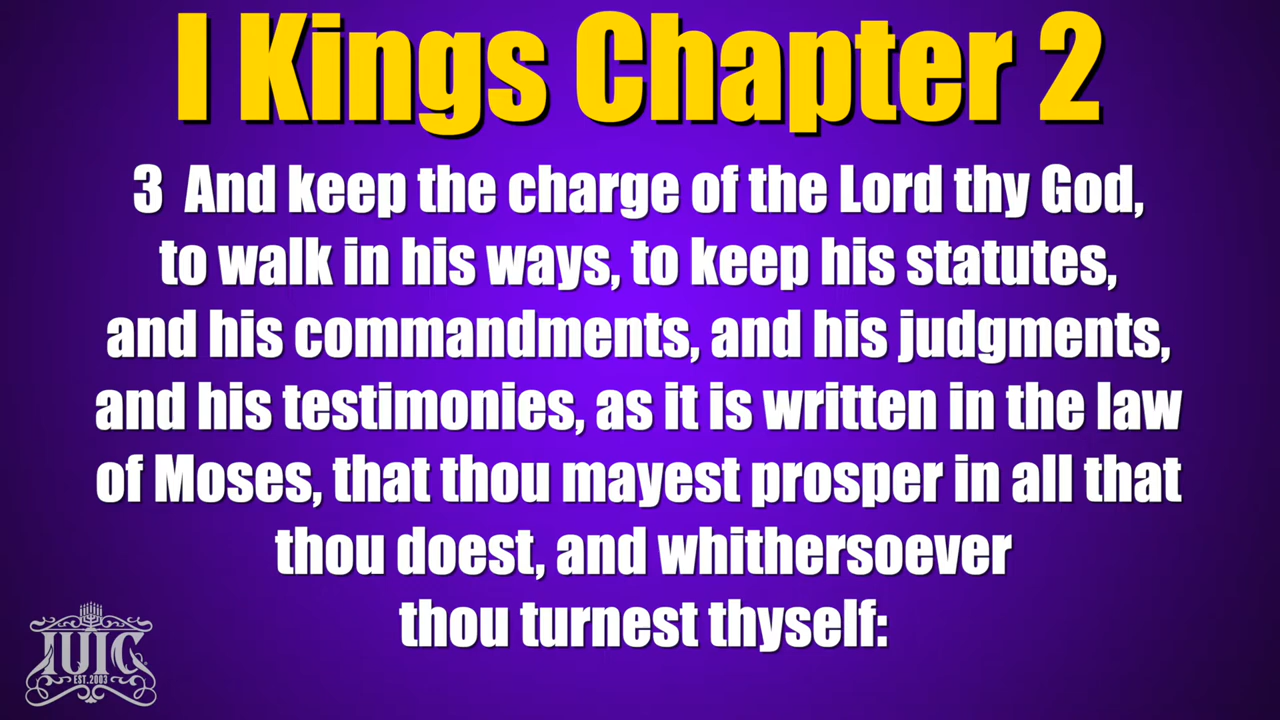 I Kings Chapter 2
3 And keep the charge of the Lord thy God,
to walk in his ways, to keep his statutes,
and his commandments, and his judgments,
and his testimonies, as it is written in the law
of Moses, that thou mayest prosper in all that
thou doest, and whithersoever
thou turnest thyself:
IUIC
EST. 2003